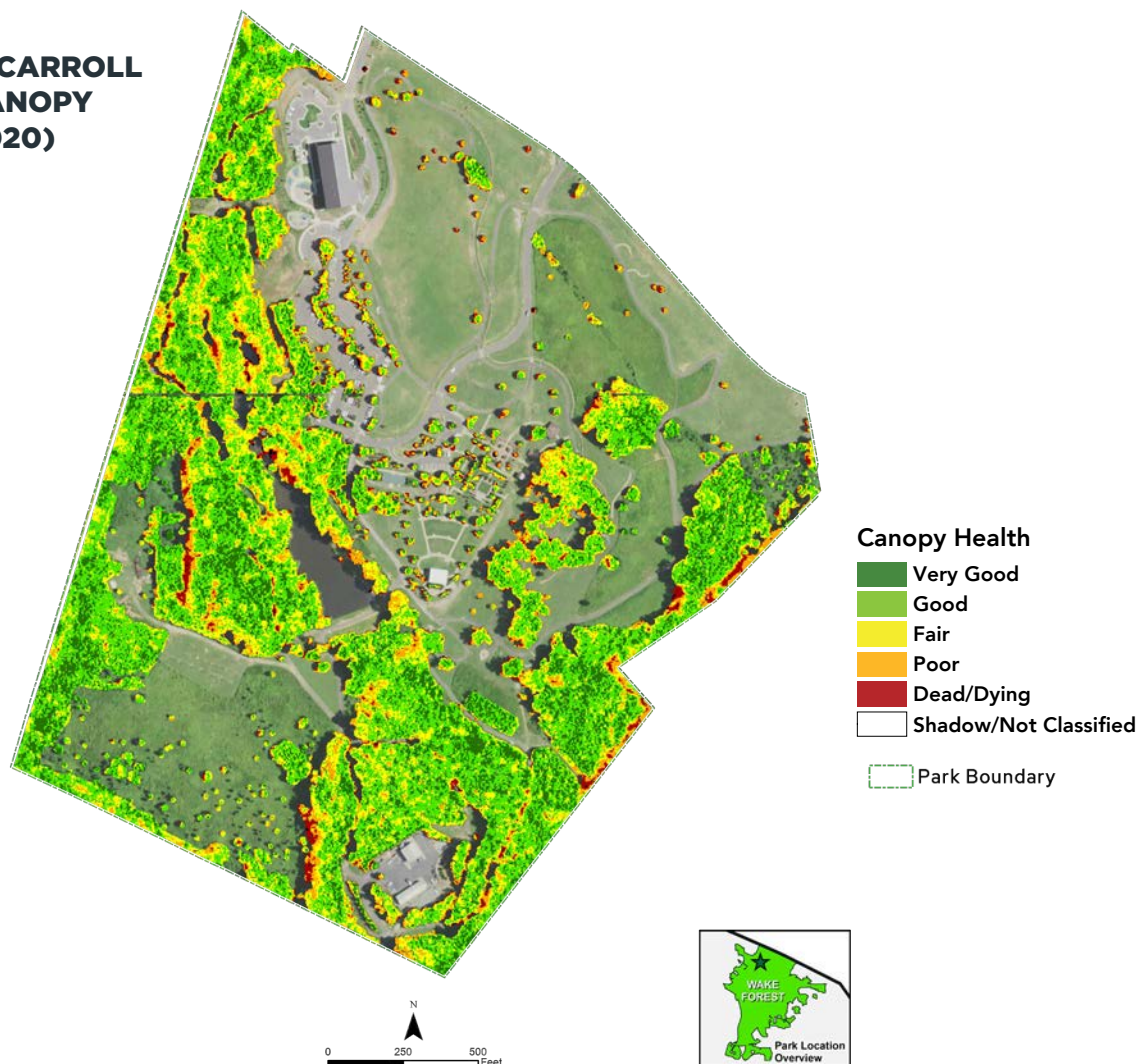 CARROLL
ANOPY
020)
Canopy Health
Very Good
Good
Fair
Poor
Dead/Dying
Shadow/Not Classified
Park Boundary
WAKE
FOREST
Park Location
Overview
N
0 250 500
Feet